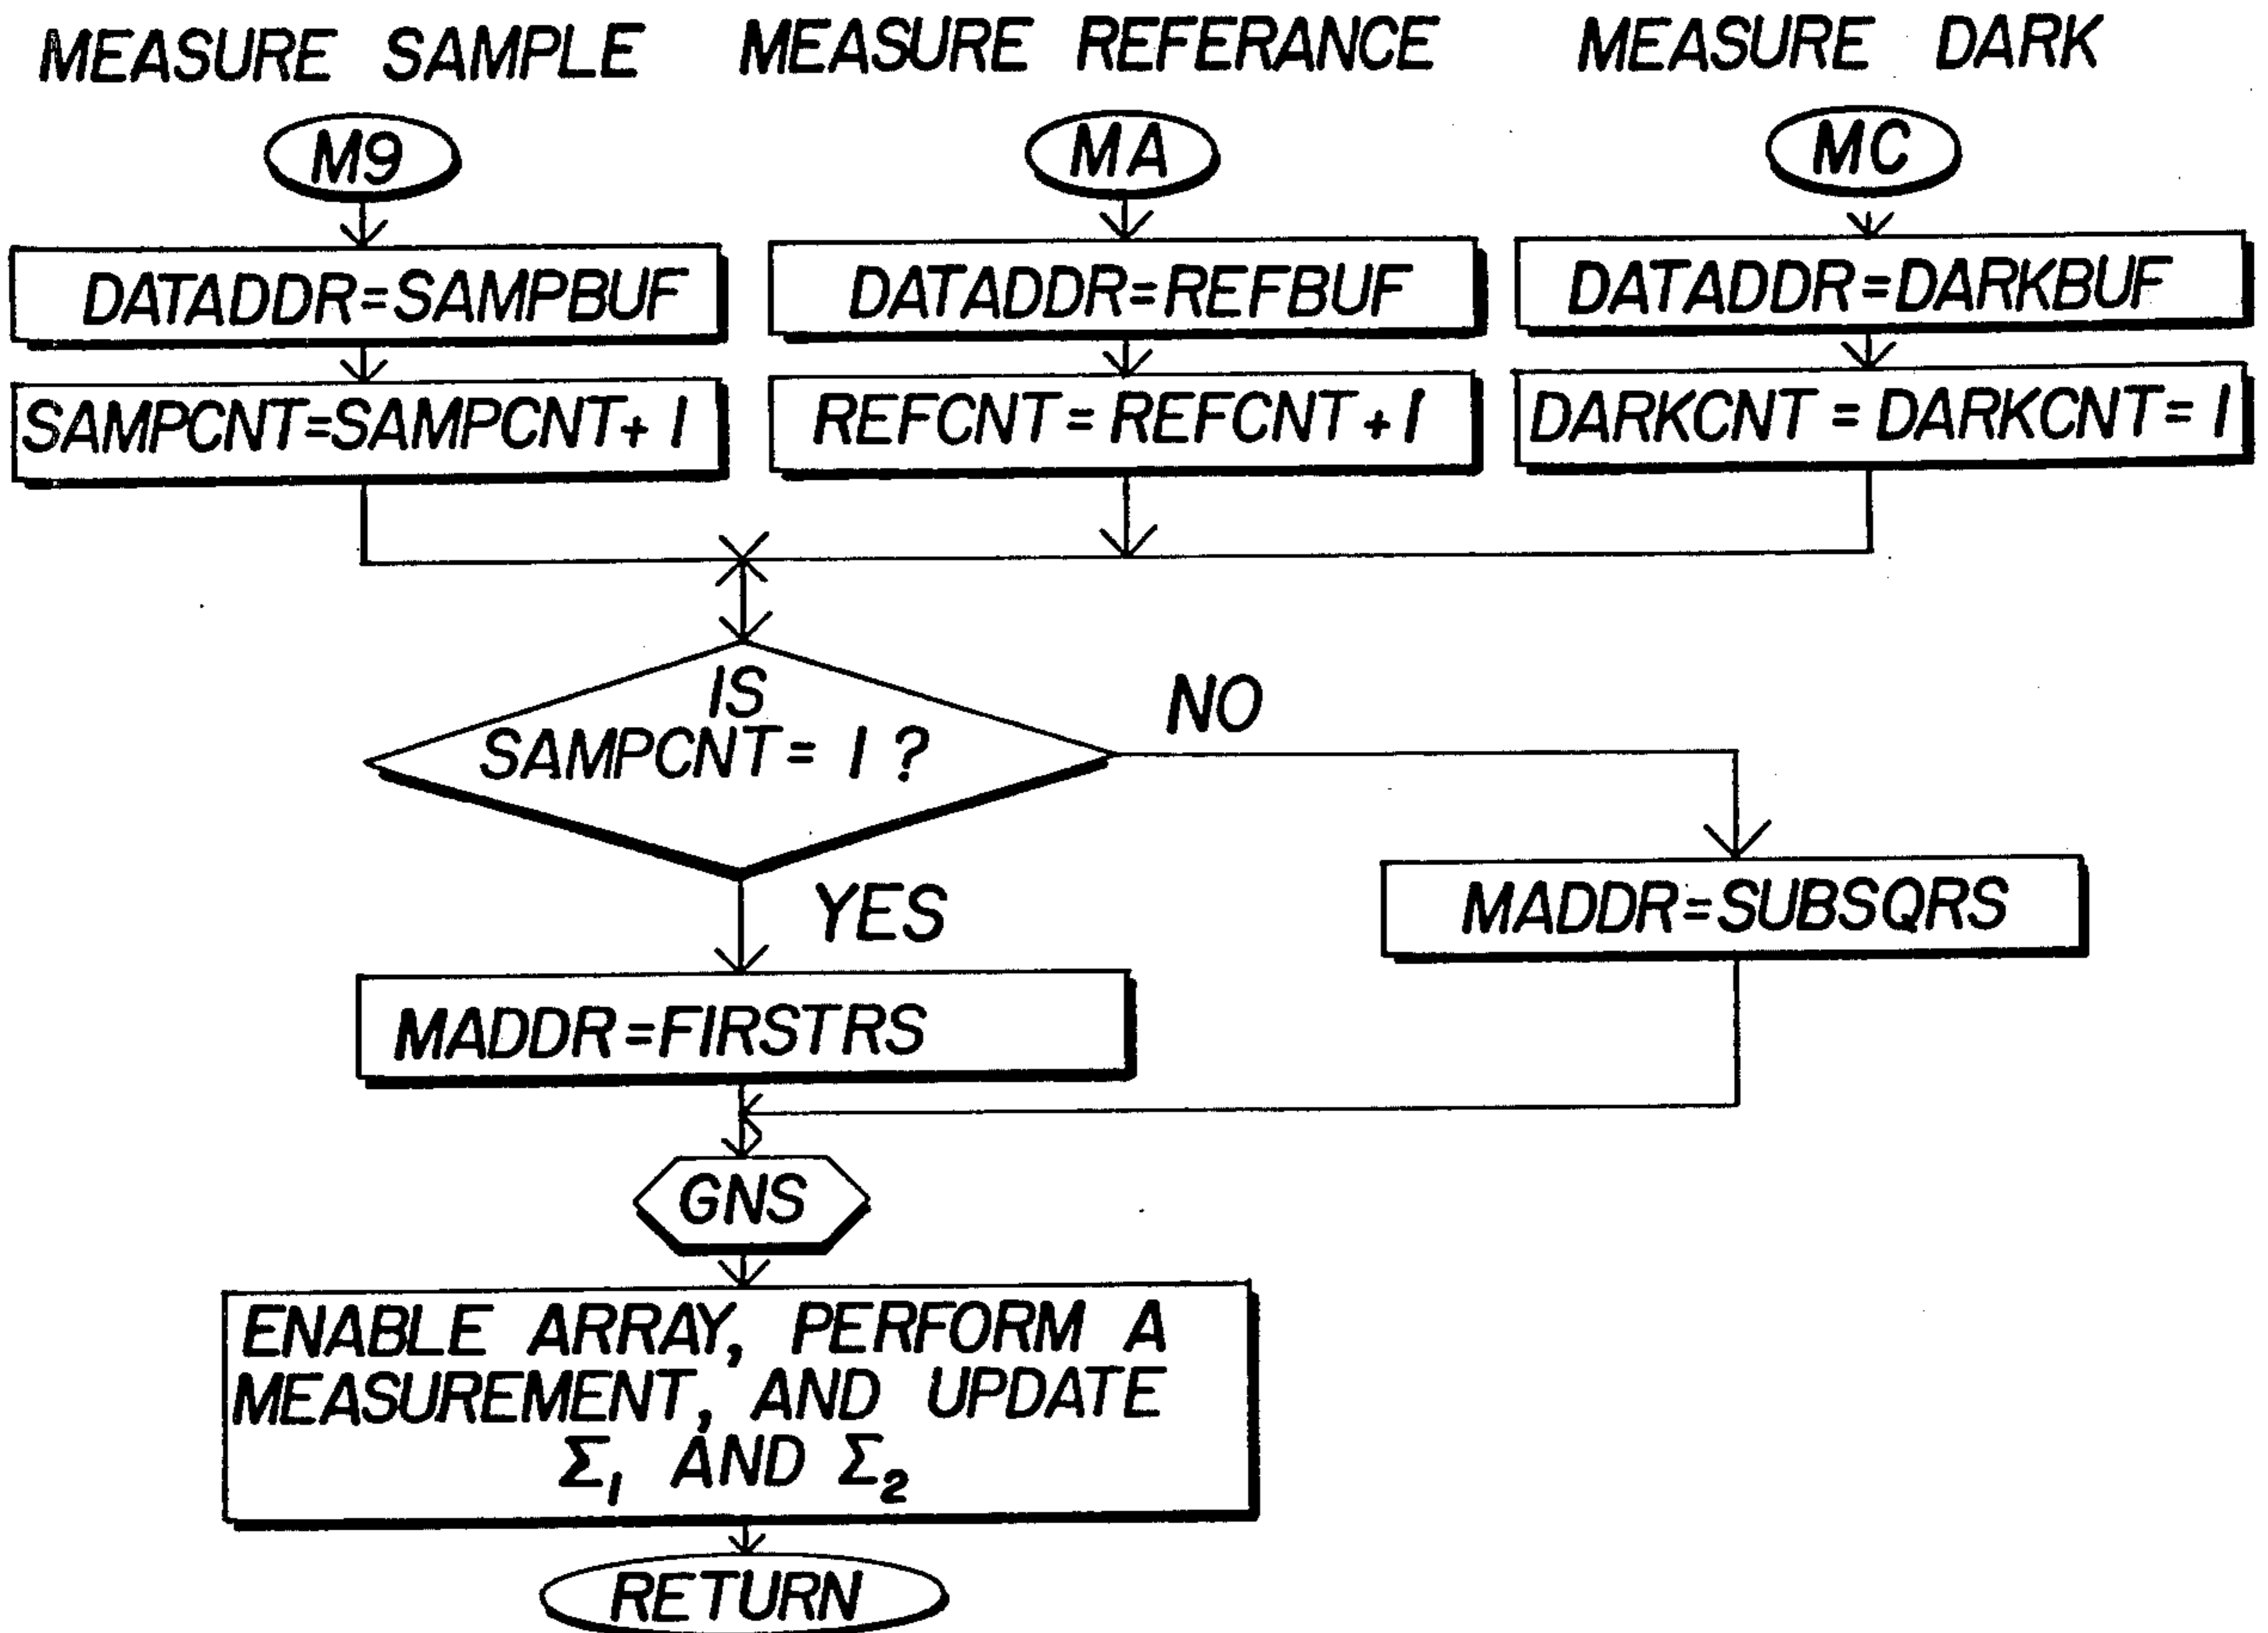 MEASURE SAMPLE
MEASURE REFERANCE
MEASURE DARK
M9
MA
MC
DATADDR=SAMPBUF
DATADDR=REFBUF
DATADDR=DARKBUF
SAMPCNT=SAMPCNT+1
REFCNT=REFCNT+1
DARKCNT=DARKCNT=1
IS
SAMPCNT=1?
NO
YES
MADDR=SUBSQRS
MADDR=FIRSTRS
GNS
ENABLE ARRAY, PERFORM A
MEASUREMENT, AND UPDATE
Σ₁ AND Σ₂
RETURN